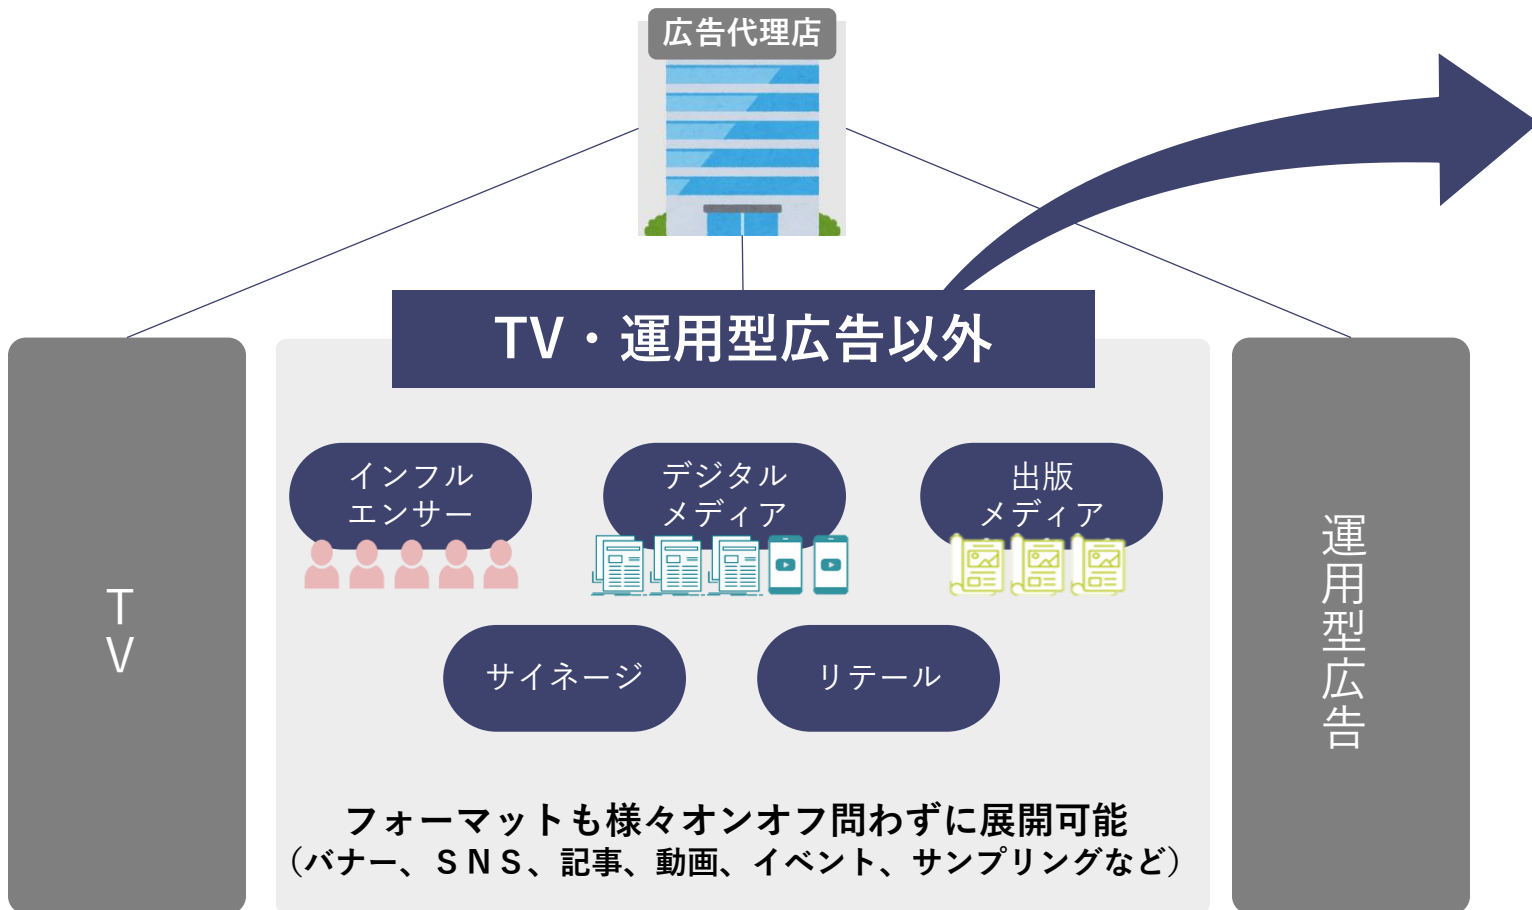 広告代理店
TV・運用型広告以外
インフル
エンサー
デジタル
メディア
出版
メディア
サイネージ
リテール
TV
運用型広告
フォーマットも様々オンオフ問わずに展開可能
（バナー、ＳＮＳ、記事、動画、イベント、サンプリングなど）